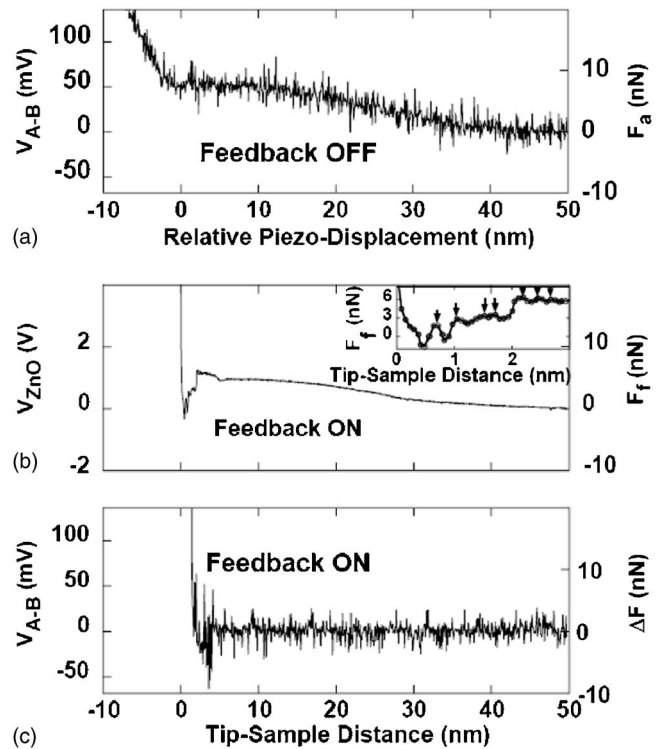 (a)
V_A-B (mV)
100
50
0
-50
10
0
-10
F_a (nN)
Feedback OFF
-10 0 10 20 30 40 50
Relative Piezo-Displacement (nm)
(b)
V_ZnO (V)
2
0
-2
10
0
-10
F_f (nN)
Feedback ON
F_f (nN)
6
3
0
0 1 2
Tip-Sample Distance (nm)
(c)
V_A-B (mV)
100
50
0
-50
10
0
-10
ΔF (nN)
Feedback ON
-10 0 10 20 30 40 50
Tip-Sample Distance (nm)